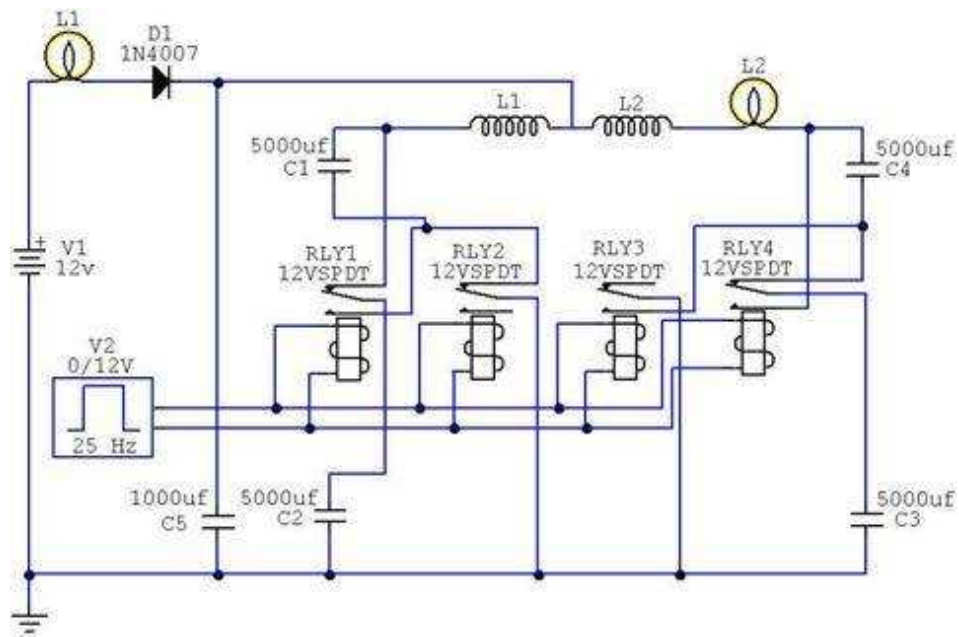 L1
D1
1N4007
L1
L2
L2
5000uf
C1
5000uf
C4
+
V1
12v
RLY1
12VSPDT
RLY2
12VSPDT
RLY3
12VSPDT
RLY4
12VSPDT
V2
0/12V
25 Hz
1000uf
C5
5000uf
C2
5000uf
C3